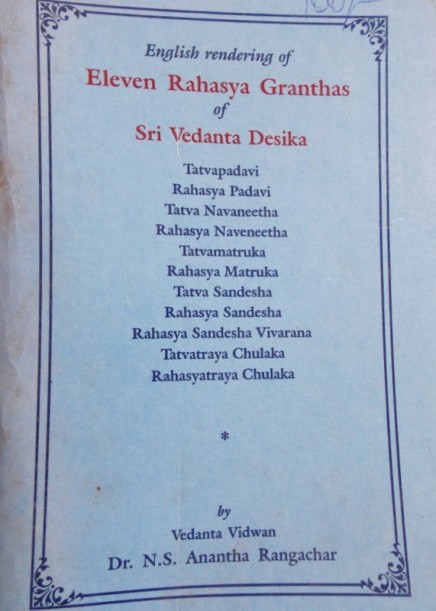 English rendering of
Eleven Rahasya Granthas
of
Sri Vedanta Desika
Tatvapadavi
Rahasya Padavi
Tatva Navaneetha
Rahasya Naveneetha
Tatvamatruka
Rahasya Matruka
Tatva Sandesha
Rahasya Sandesha
Rahasya Sandesha Vivarana
Tatvatraya Chulaka
Rahasyatraya Chulaka
*
by
Vedanta Vidwan
Dr. N.S. Anantha Rangachar